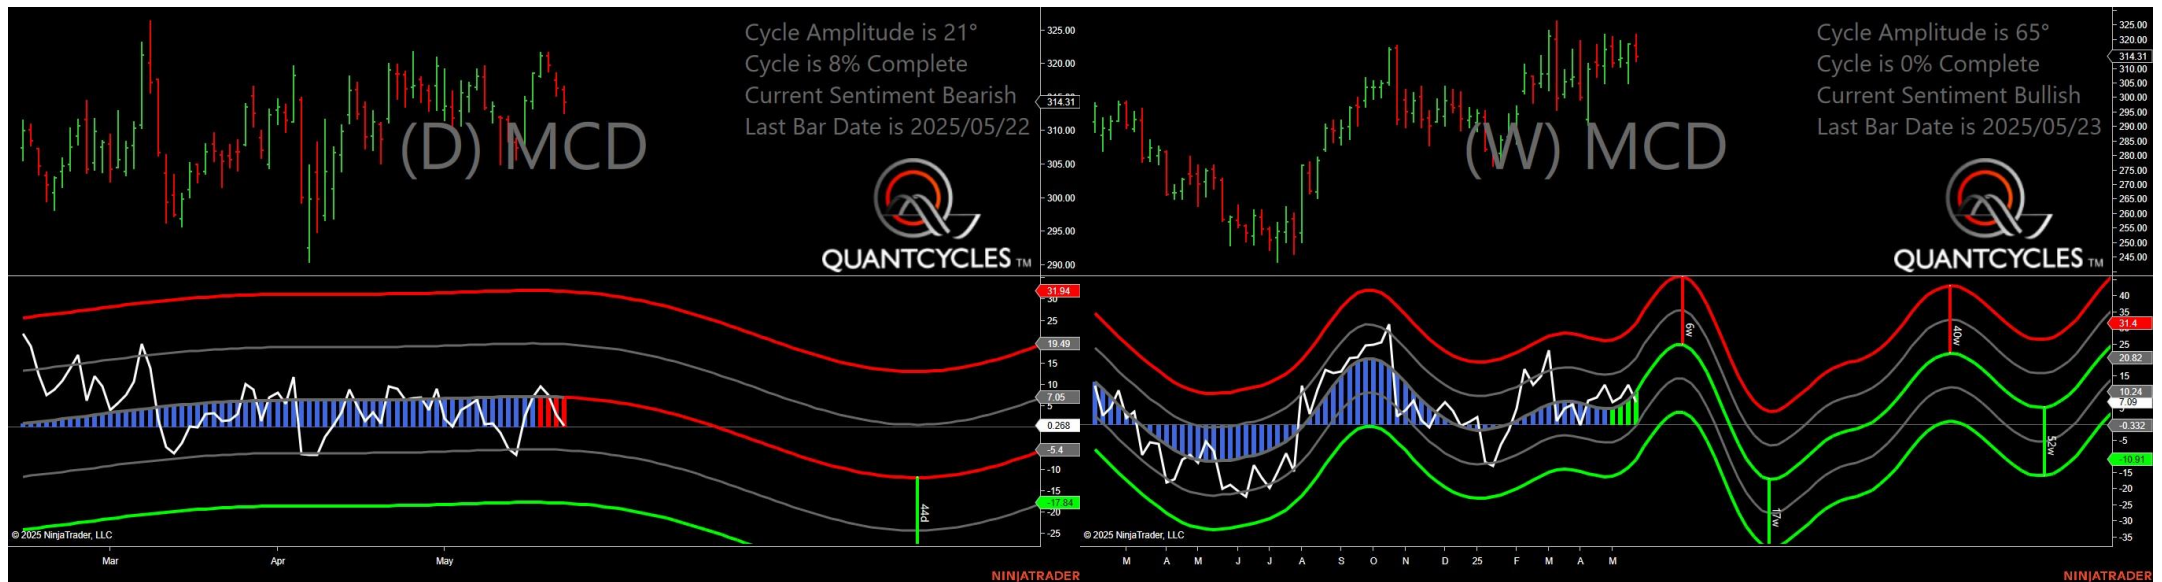 Cycle Amplitude is 21°
Cycle is 8% Complete
Current Sentiment Bearish
Last Bar Date is 2025/05/22
(D) MCD
QUANTCYCLES TM
325.00
320.00
314.31
310.00
305.00
300.00
295.00
290.00
31.94
30
25
19.49
15
10
7.05
5
0.268
-5.4
-10
-15
-17.84
-20
-25
44d
© 2025 NinjaTrader, LLC
Mar
Apr
May
NINJATRADER
Cycle Amplitude is 65°
Cycle is 0% Complete
Current Sentiment Bullish
Last Bar Date is 2025/05/23
(W) MCD
QUANTCYCLES TM
325.00
320.00
314.31
310.00
305.00
300.00
295.00
290.00
285.00
280.00
275.00
270.00
265.00
260.00
255.00
250.00
245.00
40
35
31.4
25
20.82
15
10.24
7.09
-0.332
-5
-10.91
-15
-20
-25
-30
-35
6w
17w
40w
52w
© 2025 NinjaTrader, LLC
M
A
M
J
J
A
S
O
N
D
25
F
M
A
M
NINJATRADER